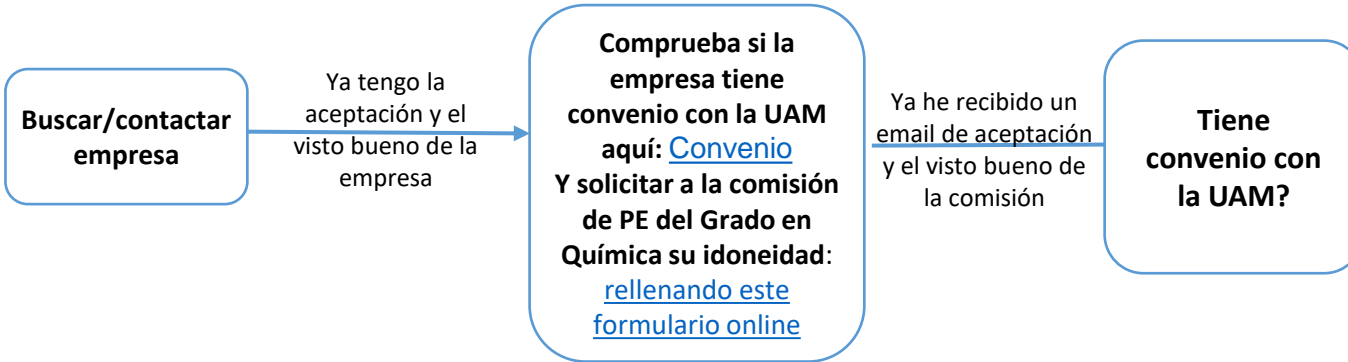 Buscar/contactar
empresa
Ya tengo la
aceptación y el
visto bueno de la
empresa
Comprueba si la
empresa tiene
convenio con la UAM
aquí: Convenio
Y solicitar a la comisión
de PE del Grado en
Química su idoneidad:
rellenando este
formulario online
Ya he recibido un
email de aceptación
y el visto bueno de
la comisión
Tiene
convenio con
la UAM?